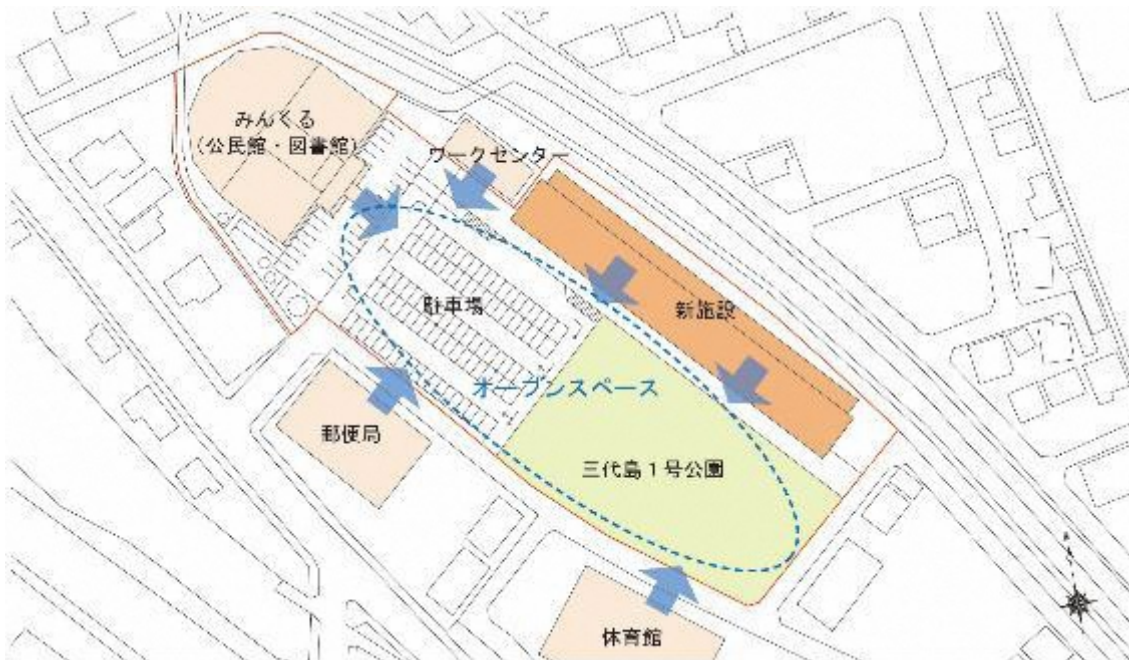 みんくる
(公民館・図書館)
ワークセンター
駐車場
新施設
オープンスペース
郵便局
三代島1号公園
体育館